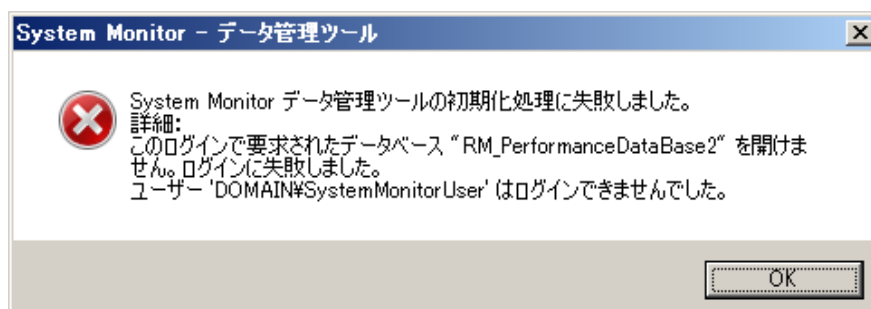 System Monitor - データ管理ツール
System Monitor データ管理ツールの初期化処理に失敗しました。
詳細:
このログインで要求されたデータベース "RM_PerformanceDataBase2" を開けま
せん。ログインに失敗しました。
ユーザー 'DOMAIN¥SystemMonitorUser' はログインできませんでした。
OK